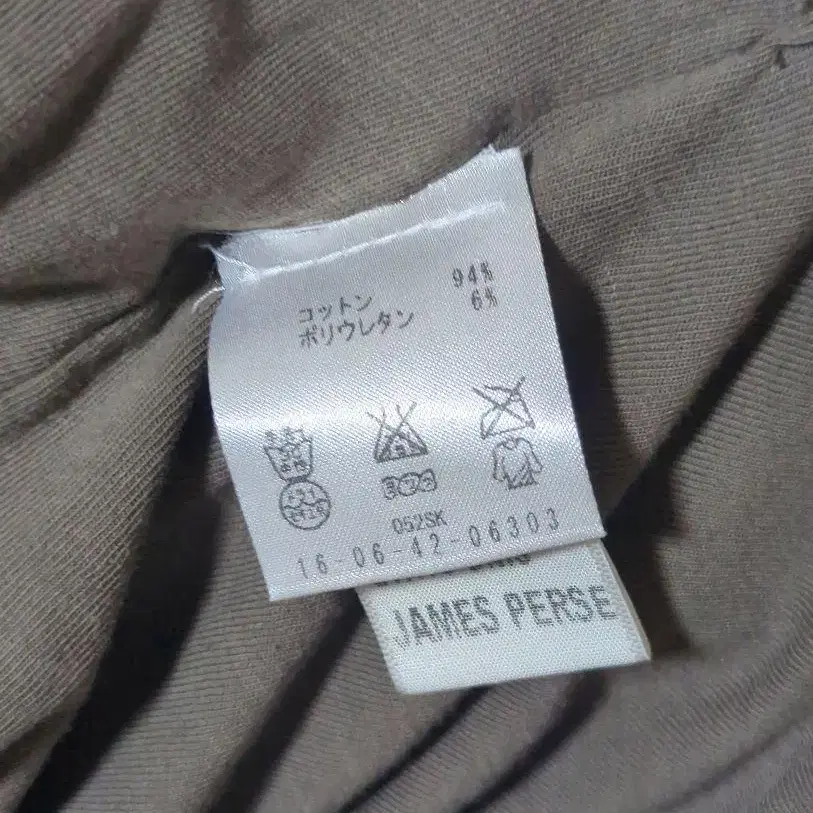 コットン 94%
ポリウレタン 6%
052SK
16-06-42-06303
JAMES PERSE